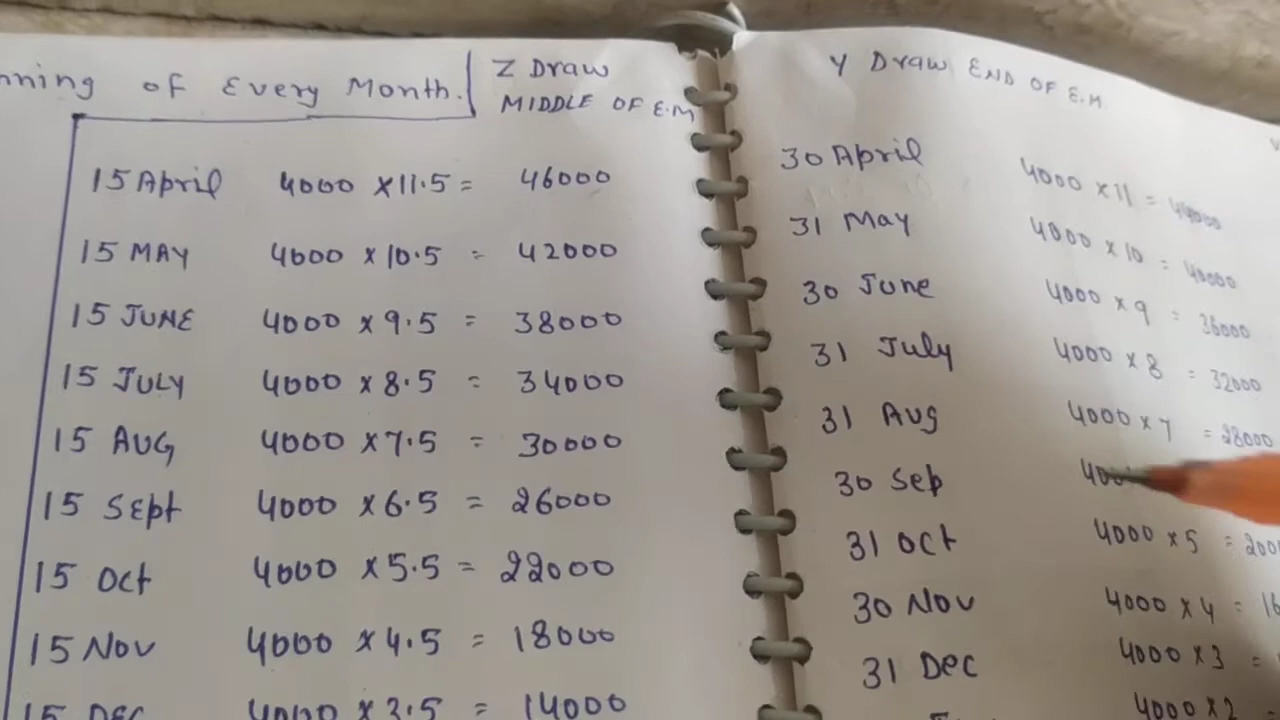 nning of Every Month.
Z Draw
MIDDLE OF E.M
15 April 4000 x 11.5 = 46000
15 MAY 4000 x 10.5 = 42000
15 JUNE 4000 x 9.5 = 38000
15 JULY 4000 x 8.5 = 34000
15 AUG 4000 x 7.5 = 30000
15 Sept 4000 x 6.5 = 26000
15 Oct 4000 x 5.5 = 22000
15 Nov 4000 x 4.5 = 18000
15 DEC 4000 x 3.5 = 14000
Y Draw END OF E.M.
30 April 4000 x 11 = 44000
31 May 4000 x 10 = 40000
30 June 4000 x 9 = 36000
31 July 4000 x 8 = 32000
31 Aug 4000 x 7 = 28000
30 Sep
31 Oct 4000 x 5 =
30 Nov 4000 x 4 =
31 Dec 4000 x 3 =
4000 x 2